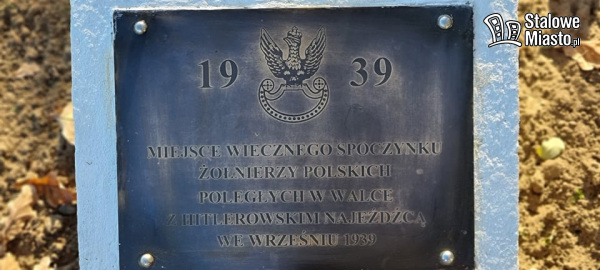 Stalowe
Miasto.pl
19 39
MIEJSCE WIECZNEGO SPOCZYNKU
ŻOŁNIERZY POLSKICH
POLEGŁYCH W WALCE
Z HITLEROWSKIM NAJEŹDŹCĄ
WE WRZEŚNIU 1939